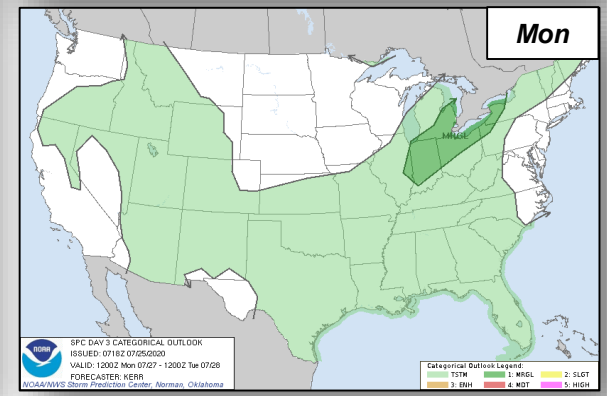 Mon
MRGL
NOAA
SPC DAY 3 CATEGORICAL OUTLOOK
ISSUED: 0718Z 07/25/2020
VALID: 1200Z Mon 07/27 - 1200Z Tue 07/28
FORECASTER: KERR
NOAA/NWS Storm Prediction Center, Norman, Oklahoma
Categorical Outlook Legend:
TSTM 1: MRGL 2: SLGT
3: ENH 4: MDT 5: HIGH